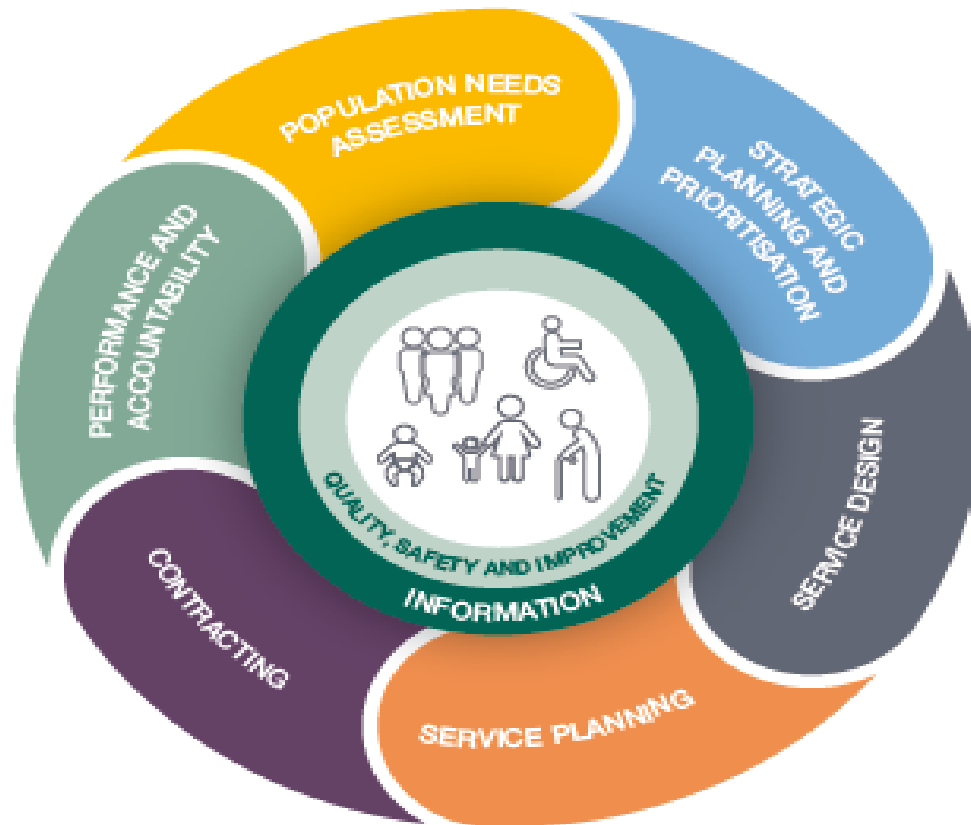 POPULATION NEEDS
ASSESSMENT
STRATEGIC
PLANNING AND
PRIORITISATION
SERVICE DESIGN
SERVICE PLANNING
CONTRACTING
PERFORMANCE AND
ACCOUNTABILITY
QUALITY, SAFETY AND IMPROVEMENT
INFORMATION